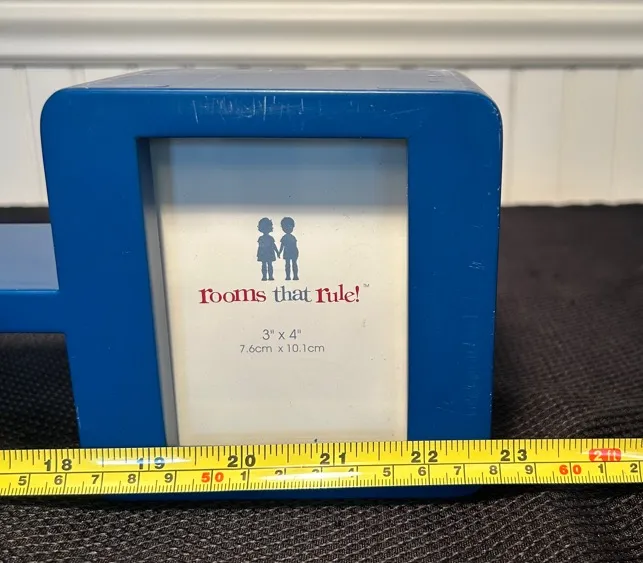 rooms that rule!™
3" x 4"
7.6cm x 10.1cm
18 19 20 21 22 23 2ft
5 6 7 8 9 50 1 2 3 4 5 6 7 8 9 60 1 2